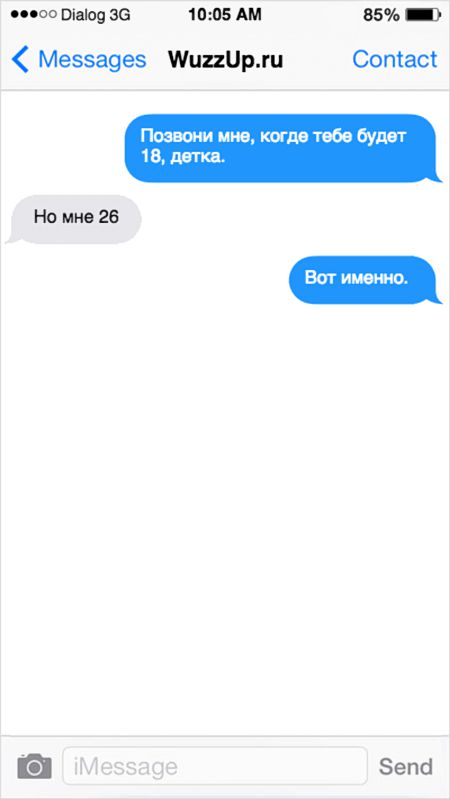 Dialog 3G 10:05 AM 85%
Messages WuzzUp.ru Contact
Позвони мне, когде тебе будет
18, детка.
Но мне 26
Вот именно.
iMessage Send